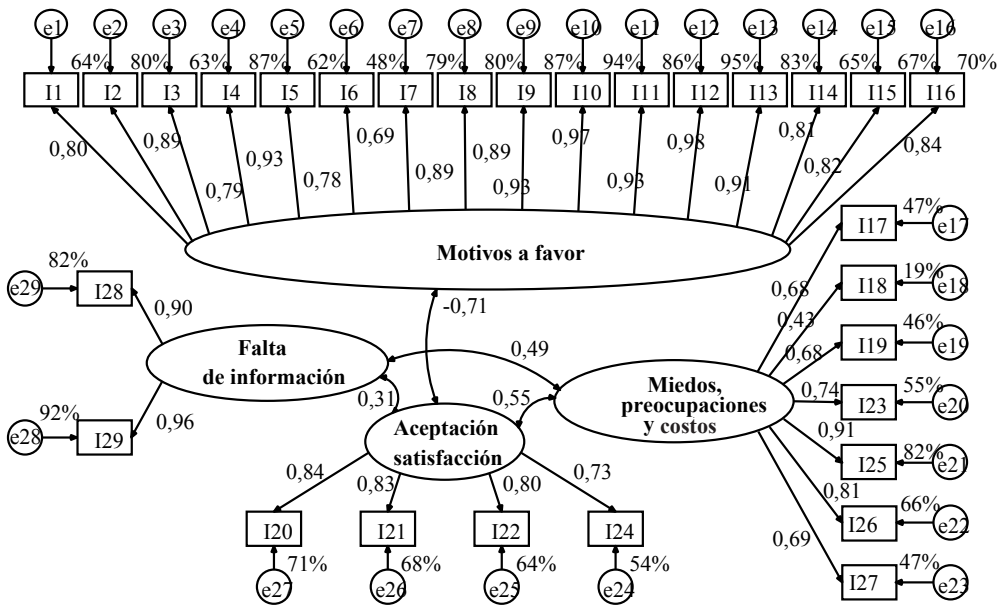 e1 e2 e3 e4 e5 e6 e7 e8 e9 e10 e11 e12 e13 e14 e15 e16
64% 80% 63% 87% 62% 48% 79% 80% 87% 94% 86% 95% 83% 65% 67% 70%
I1 I2 I3 I4 I5 I6 I7 I8 I9 I10 I11 I12 I13 I14 I15 I16
0,80 0,89 0,79 0,93 0,78 0,69 0,89 0,89 0,93 0,97 0,93 0,98 0,91 0,81 0,82 0,84
Motivos a favor
47%
I17 e17
0,68
19%
I18 e18
0,43
46%
I19 e19
0,68
55%
I23 e20
0,74
82%
I25 e21
0,91
66%
I26 e22
0,81
47%
I27 e23
0,69
82%
e29 I28
0,90
92%
e28 I29
0,96
-0,71
0,49
0,31
0,55
Falta
de información
Miedos,
preocupaciones
y costos
Aceptación
satisfacción
0,84 0,83 0,80 0,73
I20 I21 I22 I24
71% 68% 64% 54%
e27 e26 e25 e24